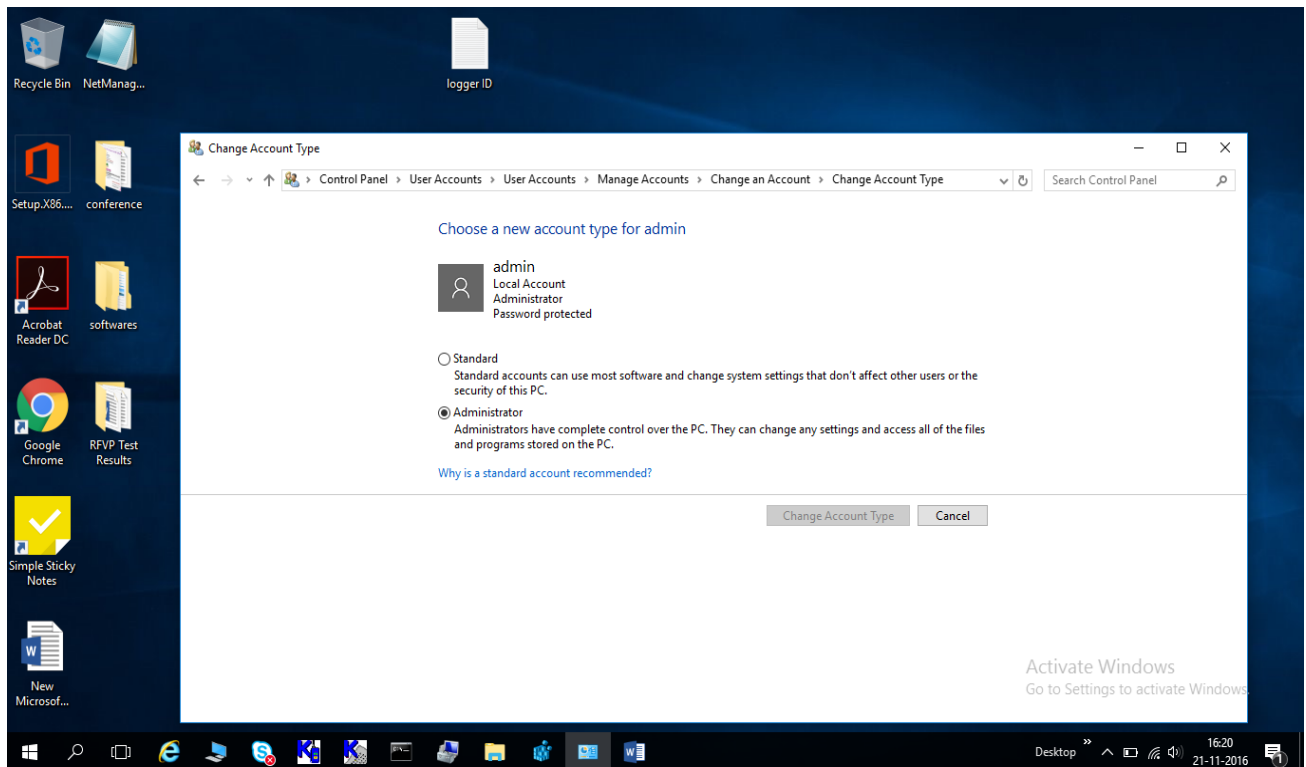 Recycle Bin
NetManag...
logger ID
Setup.X86....
conference
Acrobat
Reader DC
softwares
Google
Chrome
RFVP Test
Results
Simple Sticky
Notes
New
Microsof...
Change Account Type
Control Panel > User Accounts > User Accounts > Manage Accounts > Change an Account > Change Account Type
Search Control Panel
Choose a new account type for admin
admin
Local Account
Administrator
Password protected
Standard
Standard accounts can use most software and change system settings that don't affect other users or the
security of this PC.
Administrator
Administrators have complete control over the PC. They can change any settings and access all of the files
and programs stored on the PC.
Why is a standard account recommended?
Change Account Type
Cancel
Activate Windows
Go to Settings to activate Windows.
Desktop
16:20
21-11-2016
1